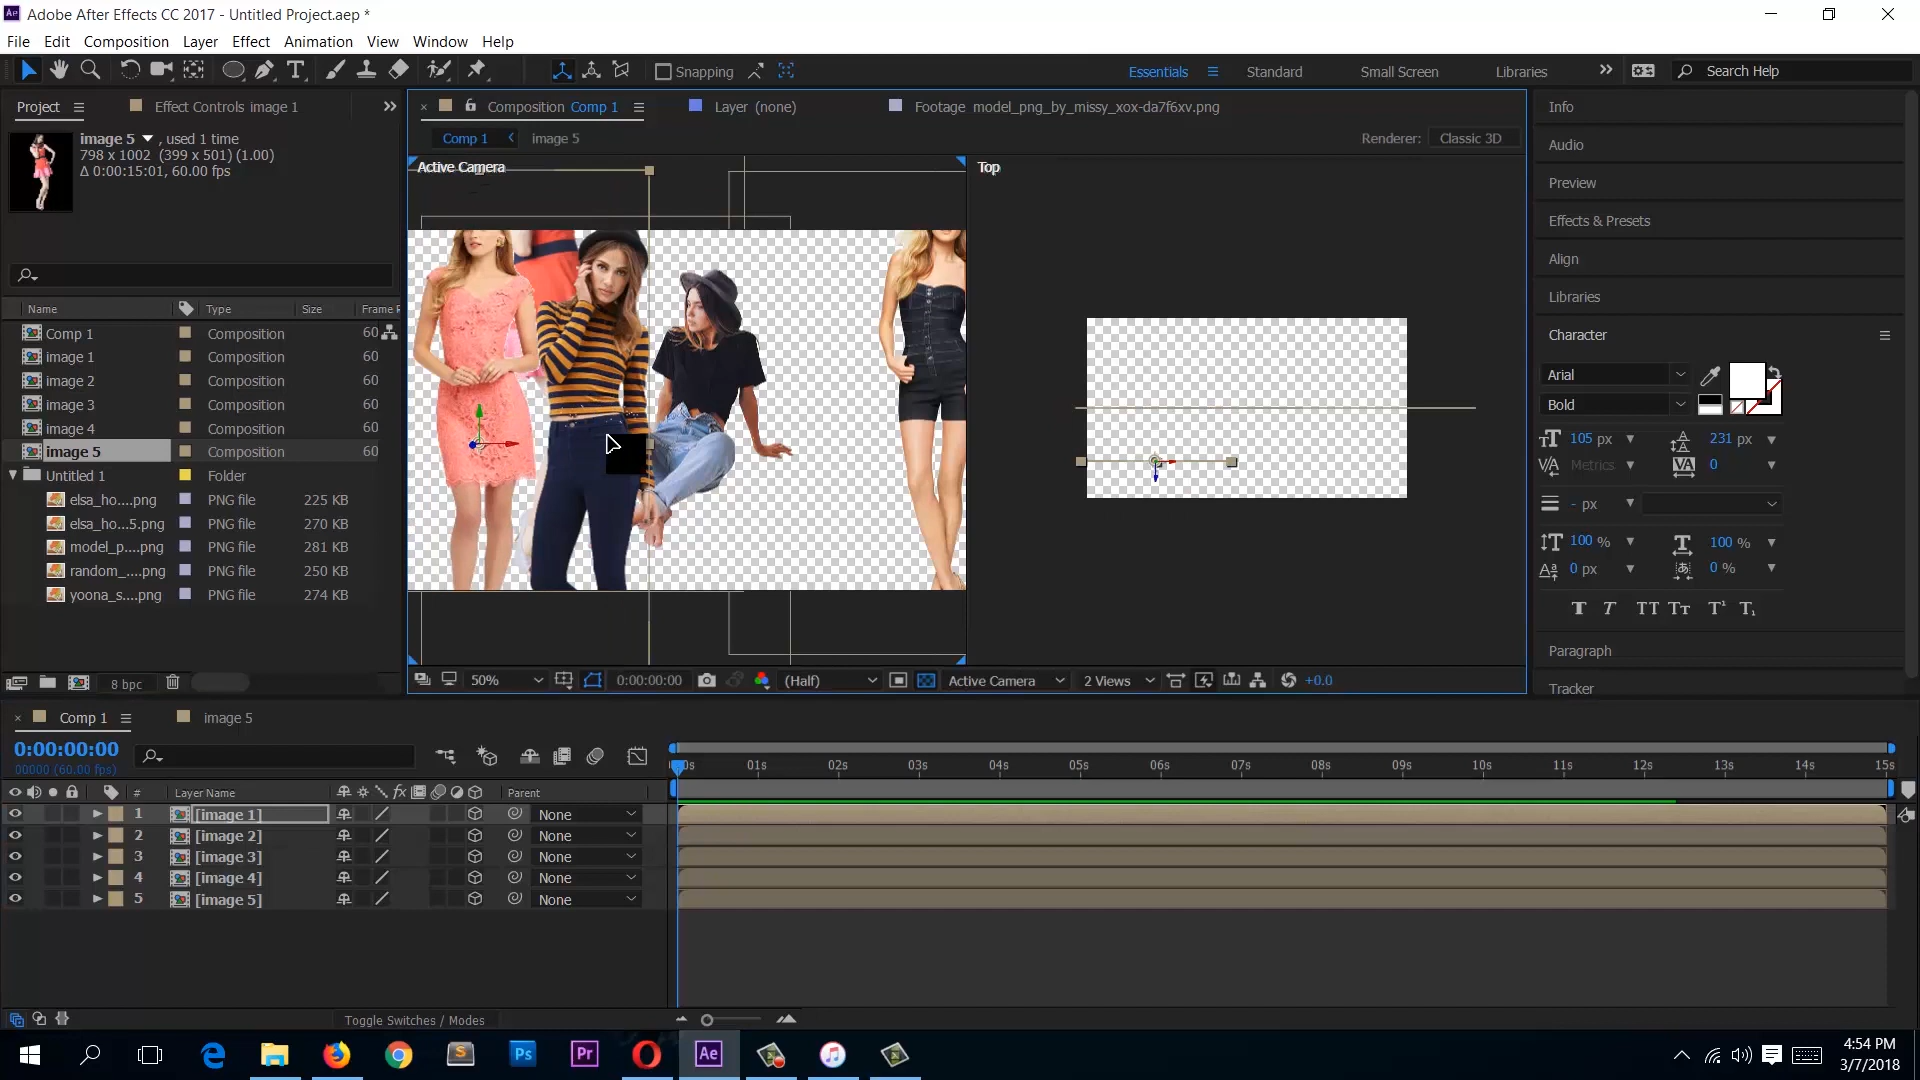 Adobe After Effects CC 2017 - Untitled Project.aep *
File Edit Composition Layer Effect Animation View Window Help
Snapping Essentials Standard Small Screen Libraries Search Help
Project Effect Controls image 1 Composition Comp 1 Layer (none) Footage model_png_by_missy_xox-da7f6xv.png Info
image 5 , used 1 time Comp 1 image 5 Renderer: Classic 3D
798 x 1002 (399 x 501) (1.00)
Δ 0:00:15:01, 60.00 fps
Active Camera Top
Audio
Preview
Effects & Presets
Align
Libraries
Character
Arial
Bold
105 px 231 px
Metrics 0
- px
100 % 100 %
0 px 0 %
T T TT Tт T¹ T₁
Paragraph
Tracker
Name Type Size Frame R
Comp 1 Composition 60
image 1 Composition 60
image 2 Composition 60
image 3 Composition 60
image 4 Composition 60
image 5 Composition 60
Untitled 1 Folder
elsa_ho....png PNG file 225 KB
elsa_ho...5.png PNG file 270 KB
model_p....png PNG file 281 KB
random_....png PNG file 250 KB
yoona_s....png PNG file 274 KB
8 bpc 50% 0:00:00:00 (Half) Active Camera 2 Views +0.0
Comp 1 image 5
0:00:00:00
00000 (60.00 fps)
00s 01s 02s 03s 04s 05s 06s 07s 08s 09s 10s 11s 12s 13s 14s 15s
# Layer Name fx Parent
1 [image 1] None
2 [image 2] None
3 [image 3] None
4 [image 4] None
5 [image 5] None
Toggle Switches / Modes
Ps Pr Ae
4:54 PM
3/7/2018